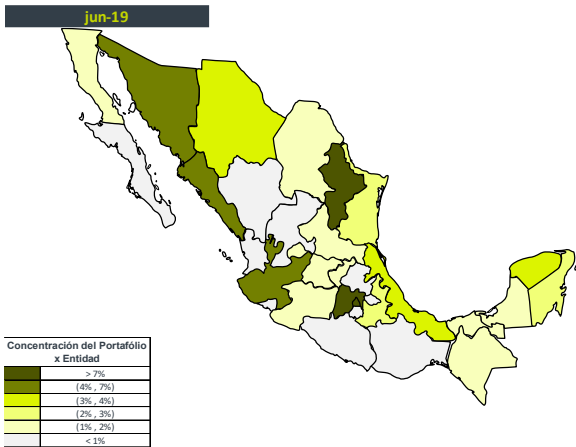 jun-19
Concentración del Portafólio
x Entidad
> 7%
(4% , 7%)
(3% , 4%)
(2% , 3%)
(1% , 2%)
< 1%